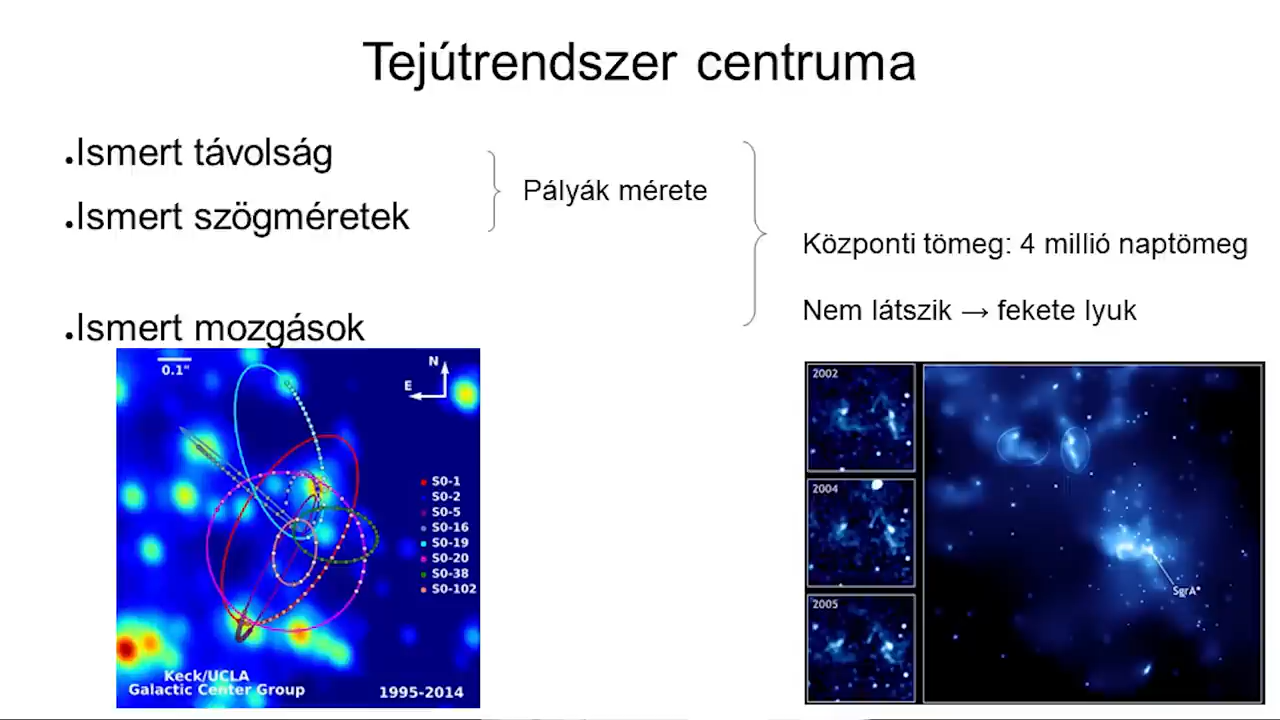 Tejútrendszer centruma
.Ismert távolság
.Ismert szögméretek
Pályák mérete
Központi tömeg: 4 millió naptömeg
.Ismert mozgások
Nem látszik → fekete lyuk
0.1"
N
E
S0-1
S0-2
S0-5
S0-16
S0-19
S0-20
S0-38
S0-102
Keck/UCLA
Galactic Center Group
1995-2014
2002
2004
2005
SgrA*